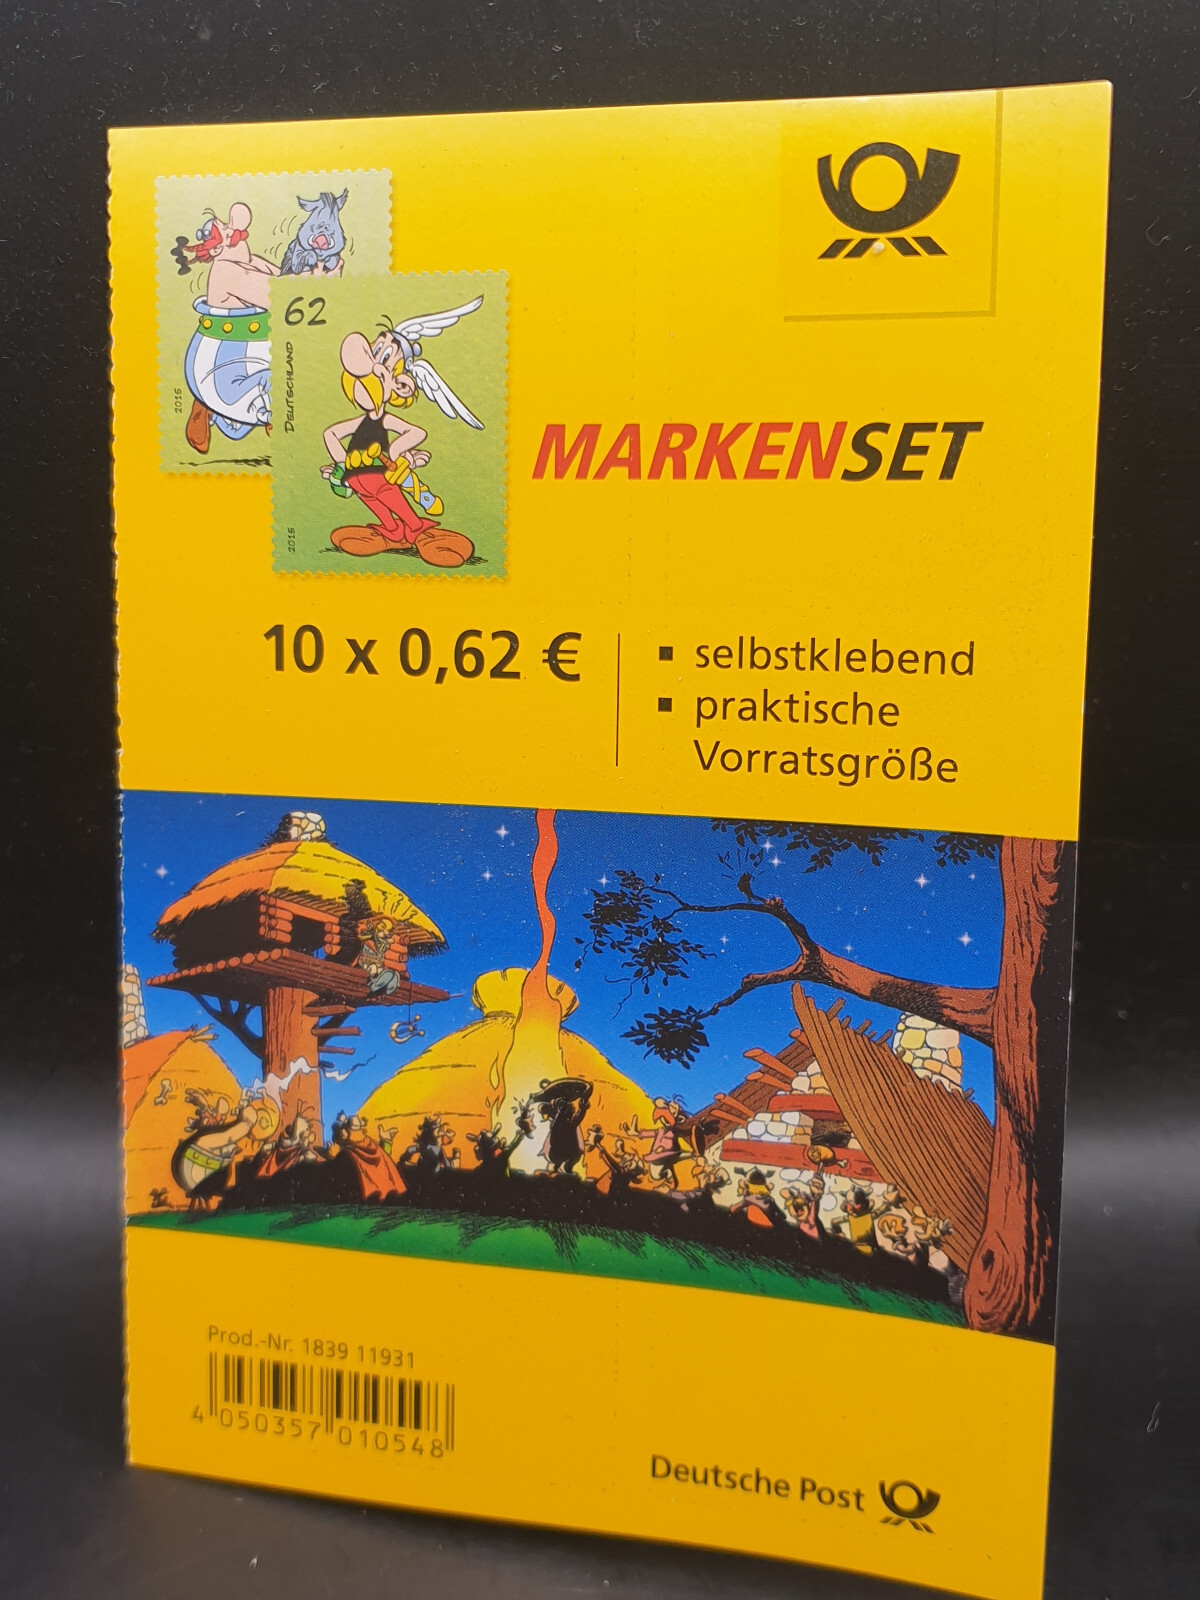 62
DEUTSCHLAND
2015
2015
MARKENSET
10 x 0,62 €
▪ selbstklebend
▪ praktische
Vorratsgröße
Prod.-Nr. 1839 11931
4 050357 010548
Deutsche Post